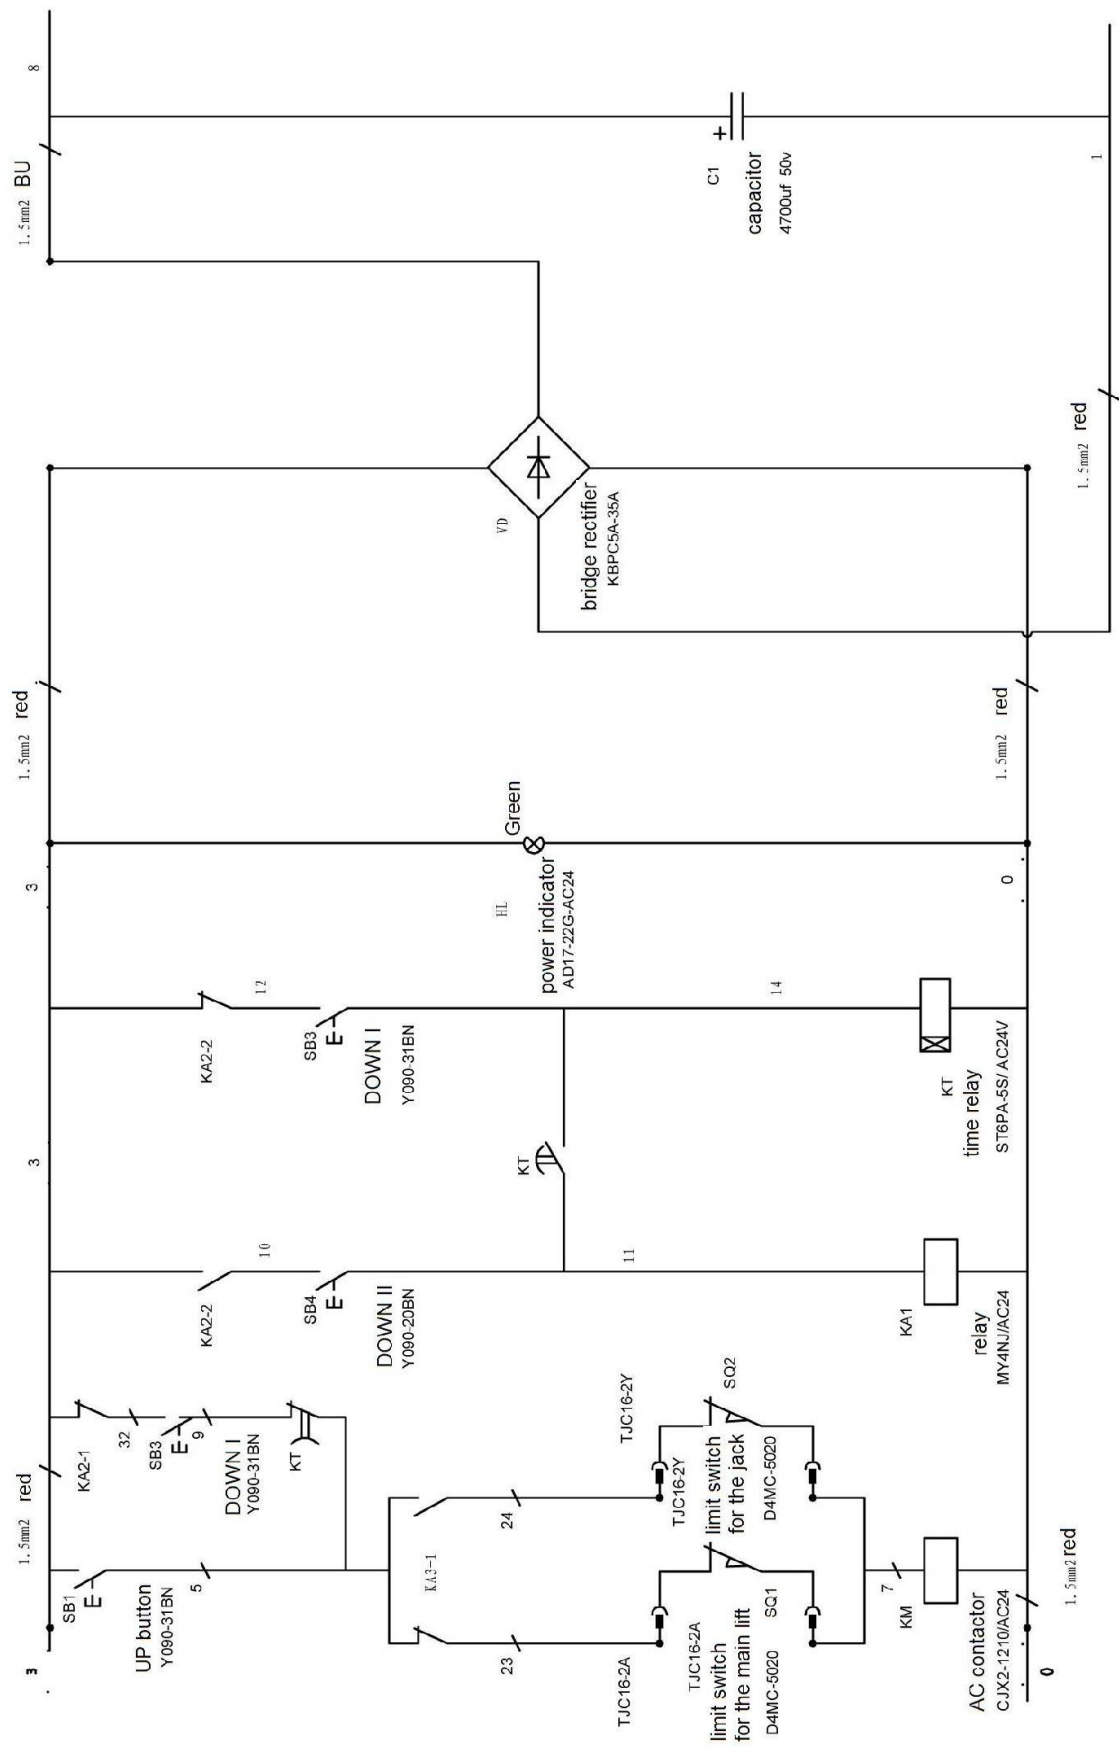 3
1.5mm2 red
3
3
1.5mm2 red
1.5mm2 BU
8
SB1
UP button
Y090-31BN
5
KA2-1
32
SB3
9
DOWN I
Y090-31BN
KT
KA3-1
23
24
TJC16-2A
TJC16-2A
limit switch
for the main lift
D4MC-5020
SQ1
TJC16-2Y
TJC16-2Y
limit switch
for the jack
D4MC-5020
SQ2
7
KM
AC contactor
CJX2-1210/AC24
KA2-2
10
SB4
DOWN II
Y090-20BN
11
KA1
relay
MY4NJ/AC24
KT
KA2-2
12
SB3
DOWN I
Y090-31BN
14
KT
time relay
ST6PA-5S/ AC24V
HL
Green
power indicator
AD17-22G-AC24
VD
bridge rectifier
KBPC5A-35A
C1
+
capacitor
4700uf 50v
0
1.5mm2 red
0
1.5mm2 red
1.5mm2 red
1